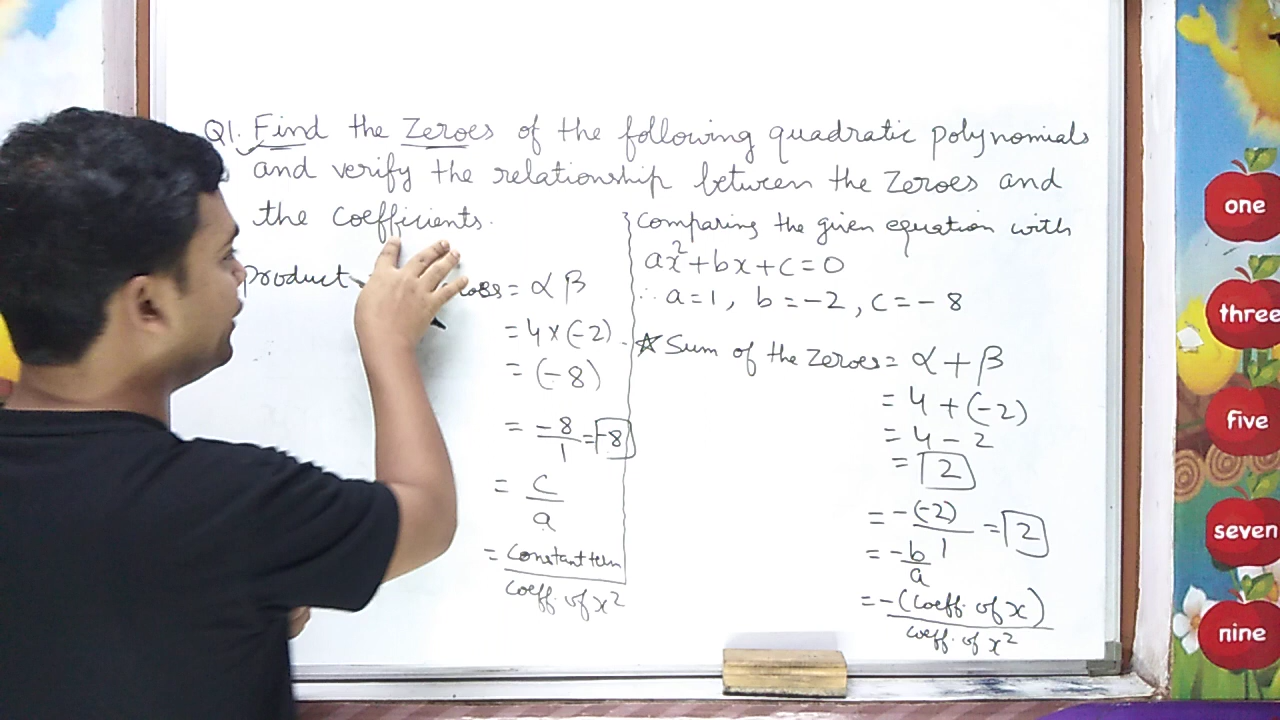 Q1. Find the Zeroes of the following quadratic polynomials
and verify the relationship between the Zeroes and
the coefficients.
Product = α β
= 4 × (-2)
= (-8)
= -8/1 = -8
= c/a
= Constant term / coeff. of x²
Comparing the given equation with
ax² + bx + c = 0
∴ a = 1, b = -2, c = -8
☆ Sum of the Zeroes = α + β
= 4 + (-2)
= 4 - 2
= 2
= -(-2)/1 = 2
= -b/a
= -(coeff. of x) / coeff. of x²
one
three
five
seven
nine